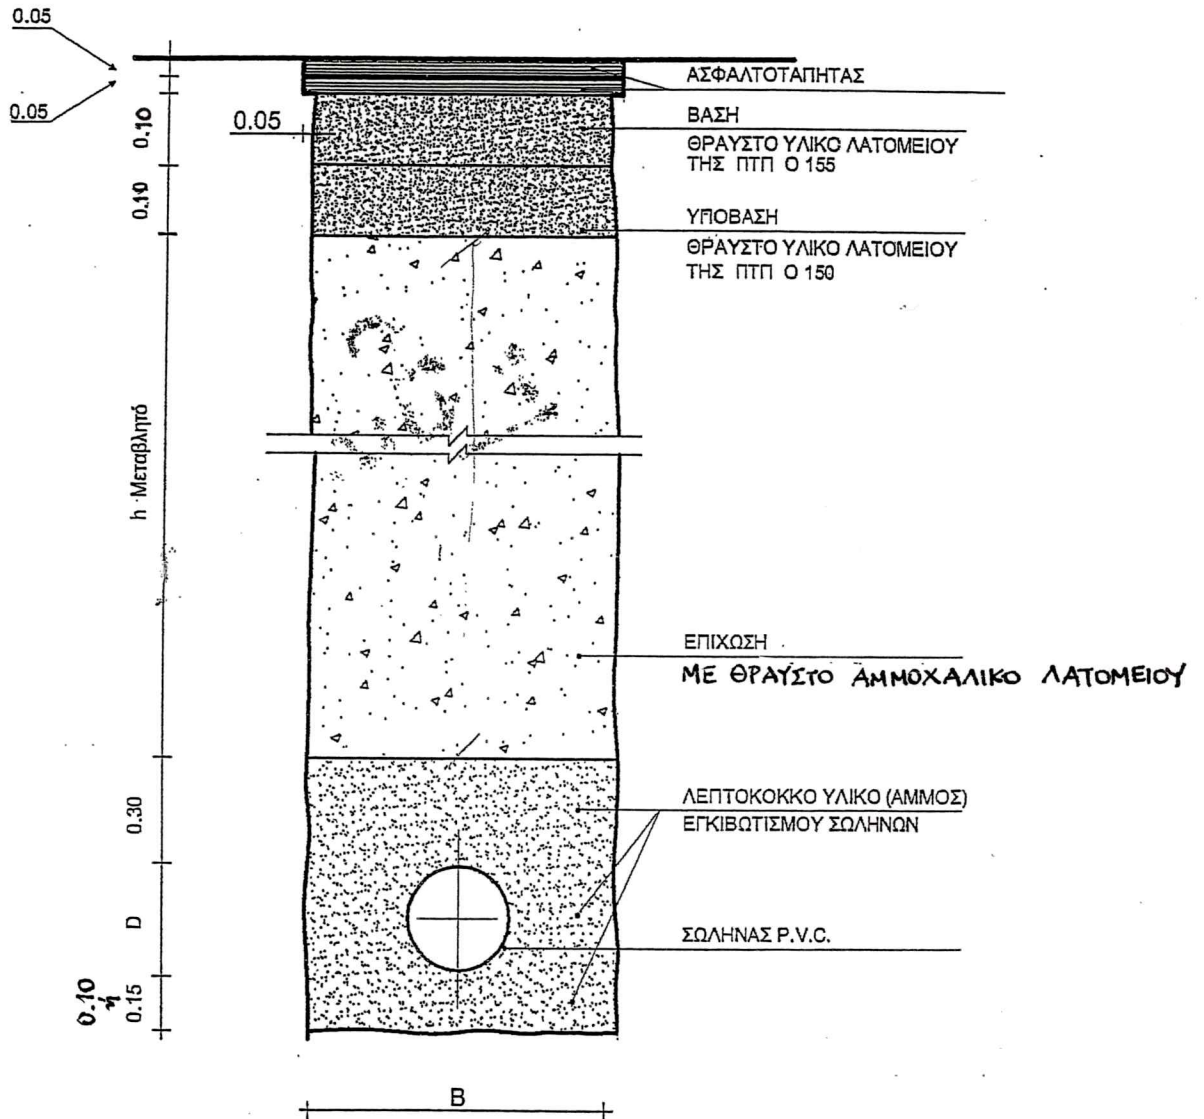 0.05
0.05
0.10
0.10
0.05
ΑΣΦΑΛΤΟΤΑΠΗΤΑΣ
ΒΑΣΗ
ΘΡΑΥΣΤΟ ΥΛΙΚΟ ΛΑΤΟΜΕΙΟΥ
ΤΗΣ ΠΤΠ Ο 155
ΥΠΟΒΑΣΗ
ΘΡΑΥΣΤΟ ΥΛΙΚΟ ΛΑΤΟΜΕΙΟΥ
ΤΗΣ ΠΤΠ Ο 150
h Μεταβλητό
ΕΠΙΧΩΣΗ
ΜΕ ΘΡΑΥΣΤΟ ΑΜΜΟΧΑΛΙΚΟ ΛΑΤΟΜΕΙΟΥ
0.30
ΛΕΠΤΟΚΟΚΚΟ ΥΛΙΚΟ (ΑΜΜΟΣ)
ΕΓΚΙΒΩΤΙΣΜΟΥ ΣΩΛΗΝΩΝ
D
ΣΩΛΗΝΑΣ P.V.C.
0.10
ή
0.15
B